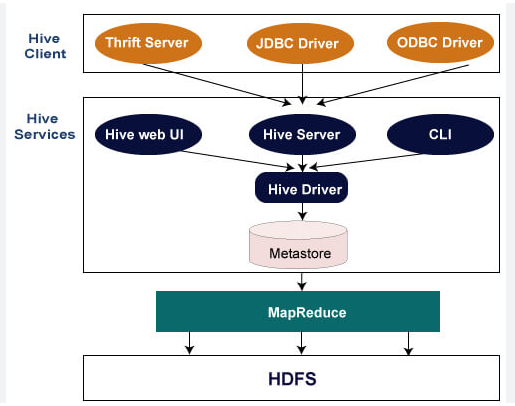 Hive
Client
Thrift Server
JDBC Driver
ODBC Driver
Hive
Services
Hive web UI
Hive Server
CLI
Hive Driver
Metastore
MapReduce
HDFS